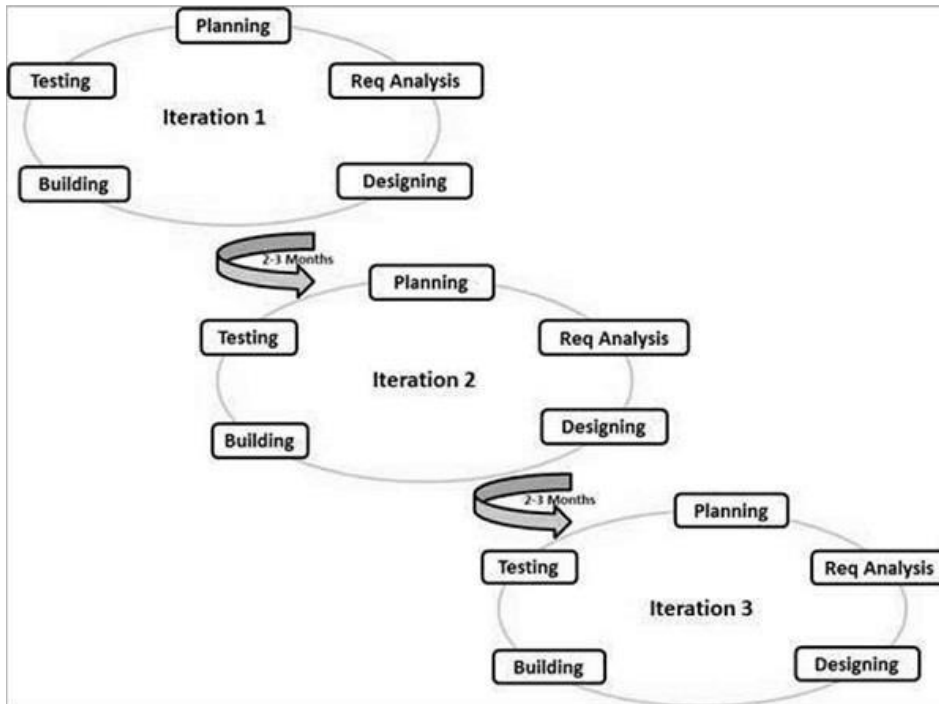 Planning
Testing
Req Analysis
Iteration 1
Building
Designing
2-3 Months
Planning
Testing
Req Analysis
Iteration 2
Building
Designing
2-3 Months
Planning
Testing
Req Analysis
Iteration 3
Building
Designing